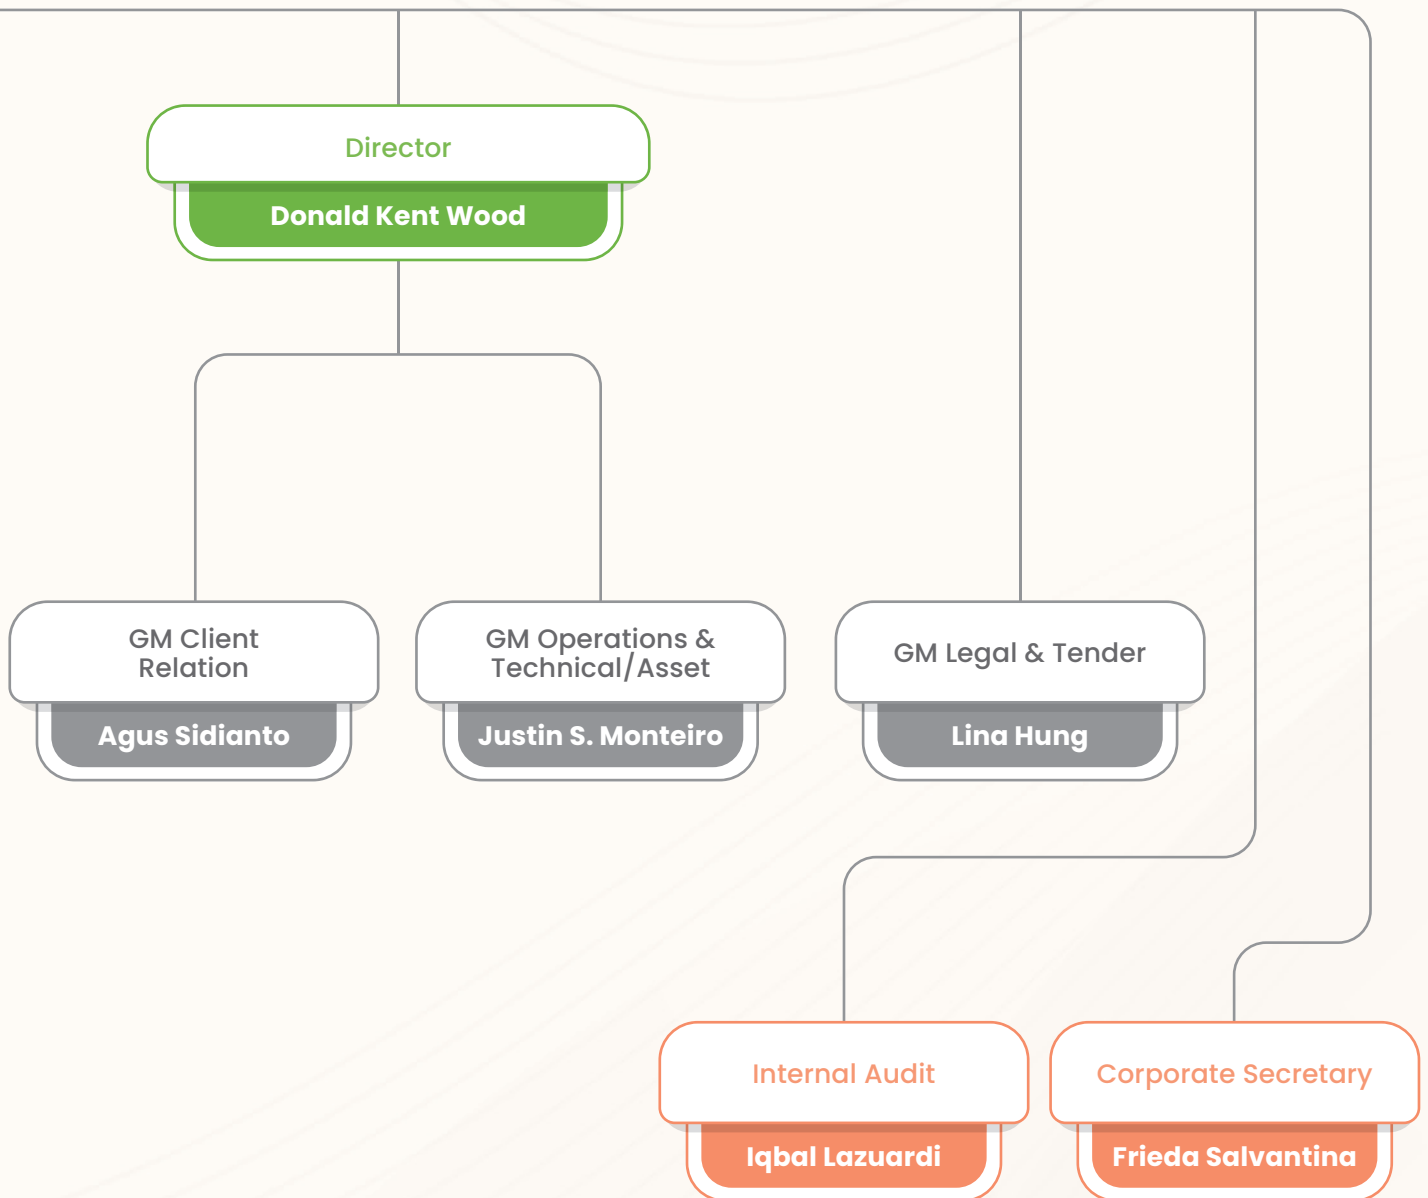 Director
Donald Kent Wood
GM Client
Relation
Agus Sidianto
GM Operations &
Technical/Asset
Justin S. Monteiro
GM Legal & Tender
Lina Hung
Internal Audit
Iqbal Lazuardi
Corporate Secretary
Frieda Salvantina